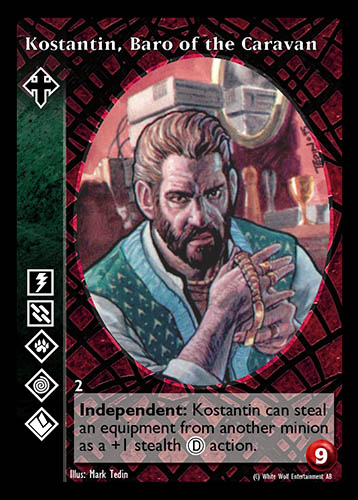 Kostantin, Baro of the Caravan
2
Independent: Kostantin can steal
an equipment from another minion
as a +1 stealth Ⓓ action.
9
Illus: Mark Tedin
(C) White Wolf Entertainment AB